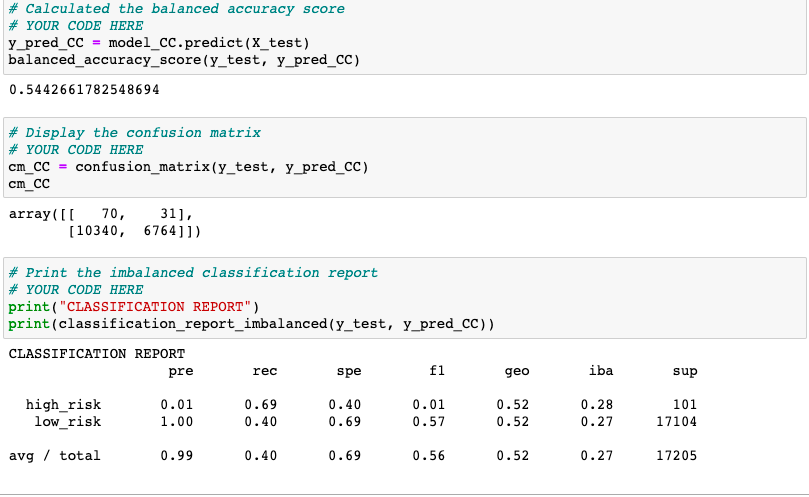 # Calculated the balanced accuracy score
# YOUR CODE HERE
y_pred_CC = model_CC.predict(X_test)
balanced_accuracy_score(y_test, y_pred_CC)
0.5442661782548694
# Display the confusion matrix
# YOUR CODE HERE
cm_CC = confusion_matrix(y_test, y_pred_CC)
cm_CC
array([[   70,    31],
       [10340,  6764]])
# Print the imbalanced classification report
# YOUR CODE HERE
print("CLASSIFICATION REPORT")
print(classification_report_imbalanced(y_test, y_pred_CC))
CLASSIFICATION REPORT
                   pre       rec       spe        f1       geo       iba       sup
  high_risk       0.01      0.69      0.40      0.01      0.52      0.28       101
   low_risk       1.00      0.40      0.69      0.57      0.52      0.27     17104
avg / total       0.99      0.40      0.69      0.56      0.52      0.27     17205